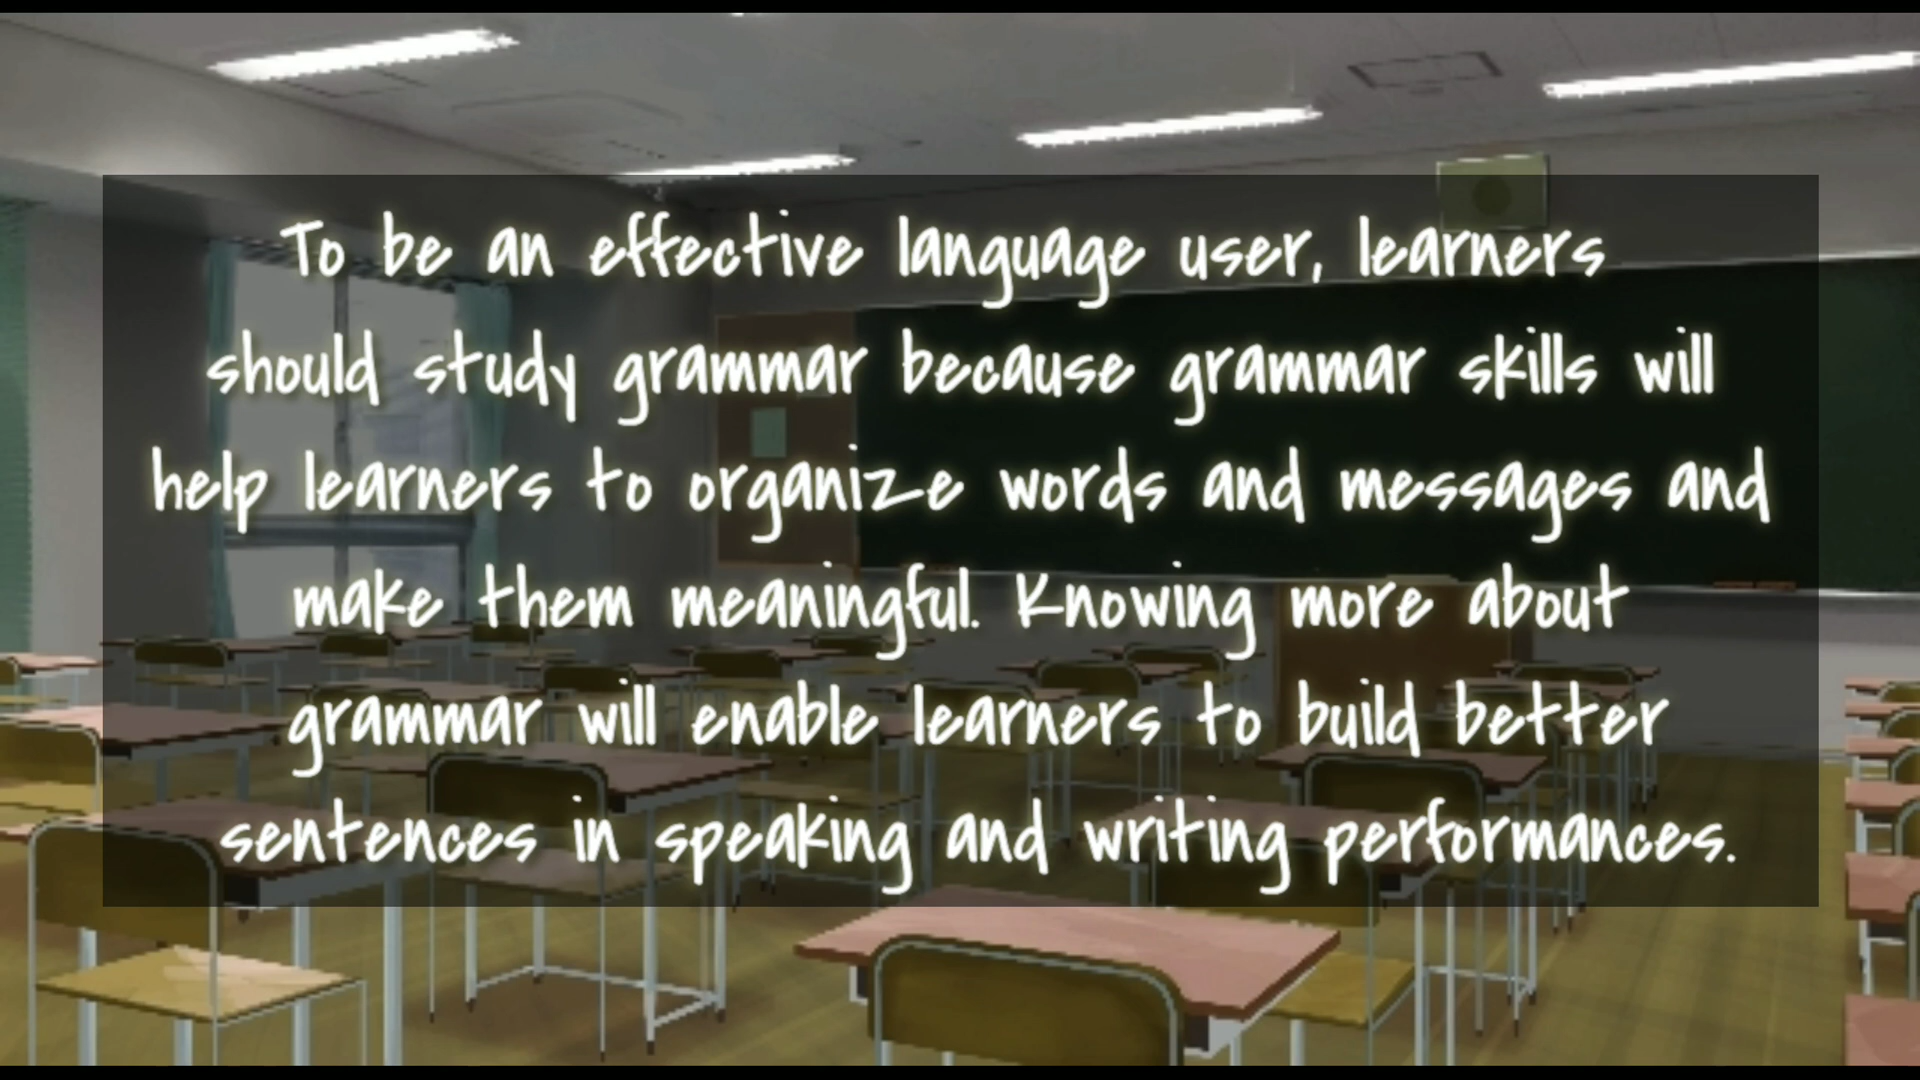 To be an effective language user, learners
should study grammar because grammar skills will
help learners to organize words and messages and
make them meaningful. Knowing more about
grammar will enable learners to build better
sentences in speaking and writing performances.